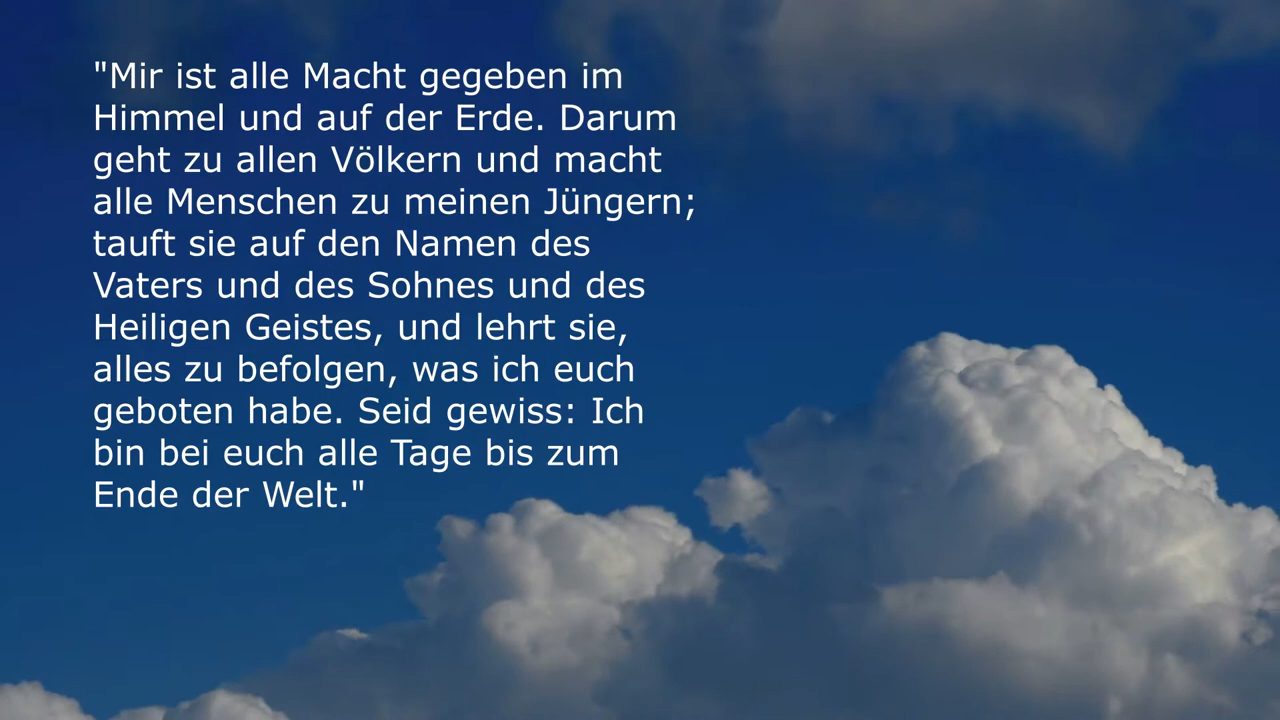 "Mir ist alle Macht gegeben im
Himmel und auf der Erde. Darum
geht zu allen Völkern und macht
alle Menschen zu meinen Jüngern;
tauft sie auf den Namen des
Vaters und des Sohnes und des
Heiligen Geistes, und lehrt sie,
alles zu befolgen, was ich euch
geboten habe. Seid gewiss: Ich
bin bei euch alle Tage bis zum
Ende der Welt."